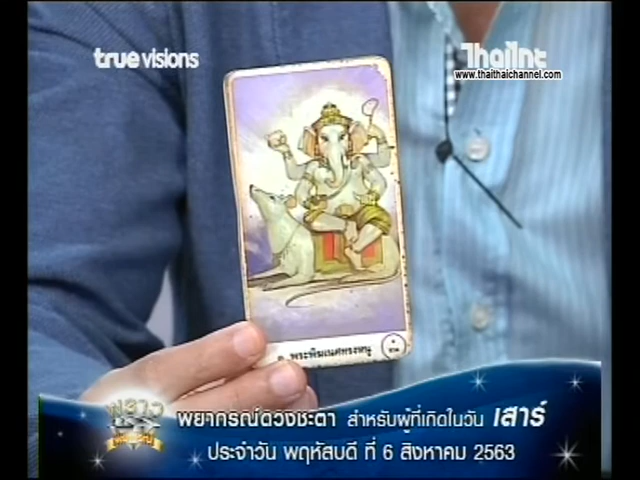 true visions
ThaiThai
www.thaithaichannel.com
พระพิฆเนศทรงหนู
พยากรณ์ดวงชะตา สำหรับผู้ที่เกิดในวัน เสาร์
ประจำวัน พฤหัสบดี ที่ 6 สิงหาคม 2563